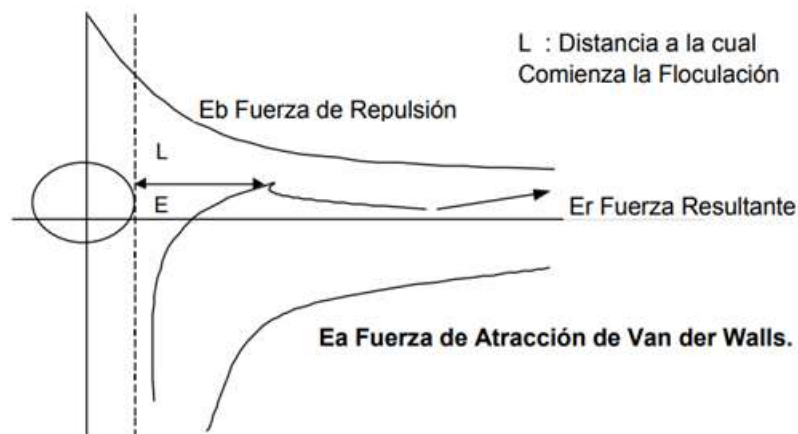 L : Distancia a la cual
Comienza la Floculación
Eb Fuerza de Repulsión
L
E
Er Fuerza Resultante
Ea Fuerza de Atracción de Van der Walls.